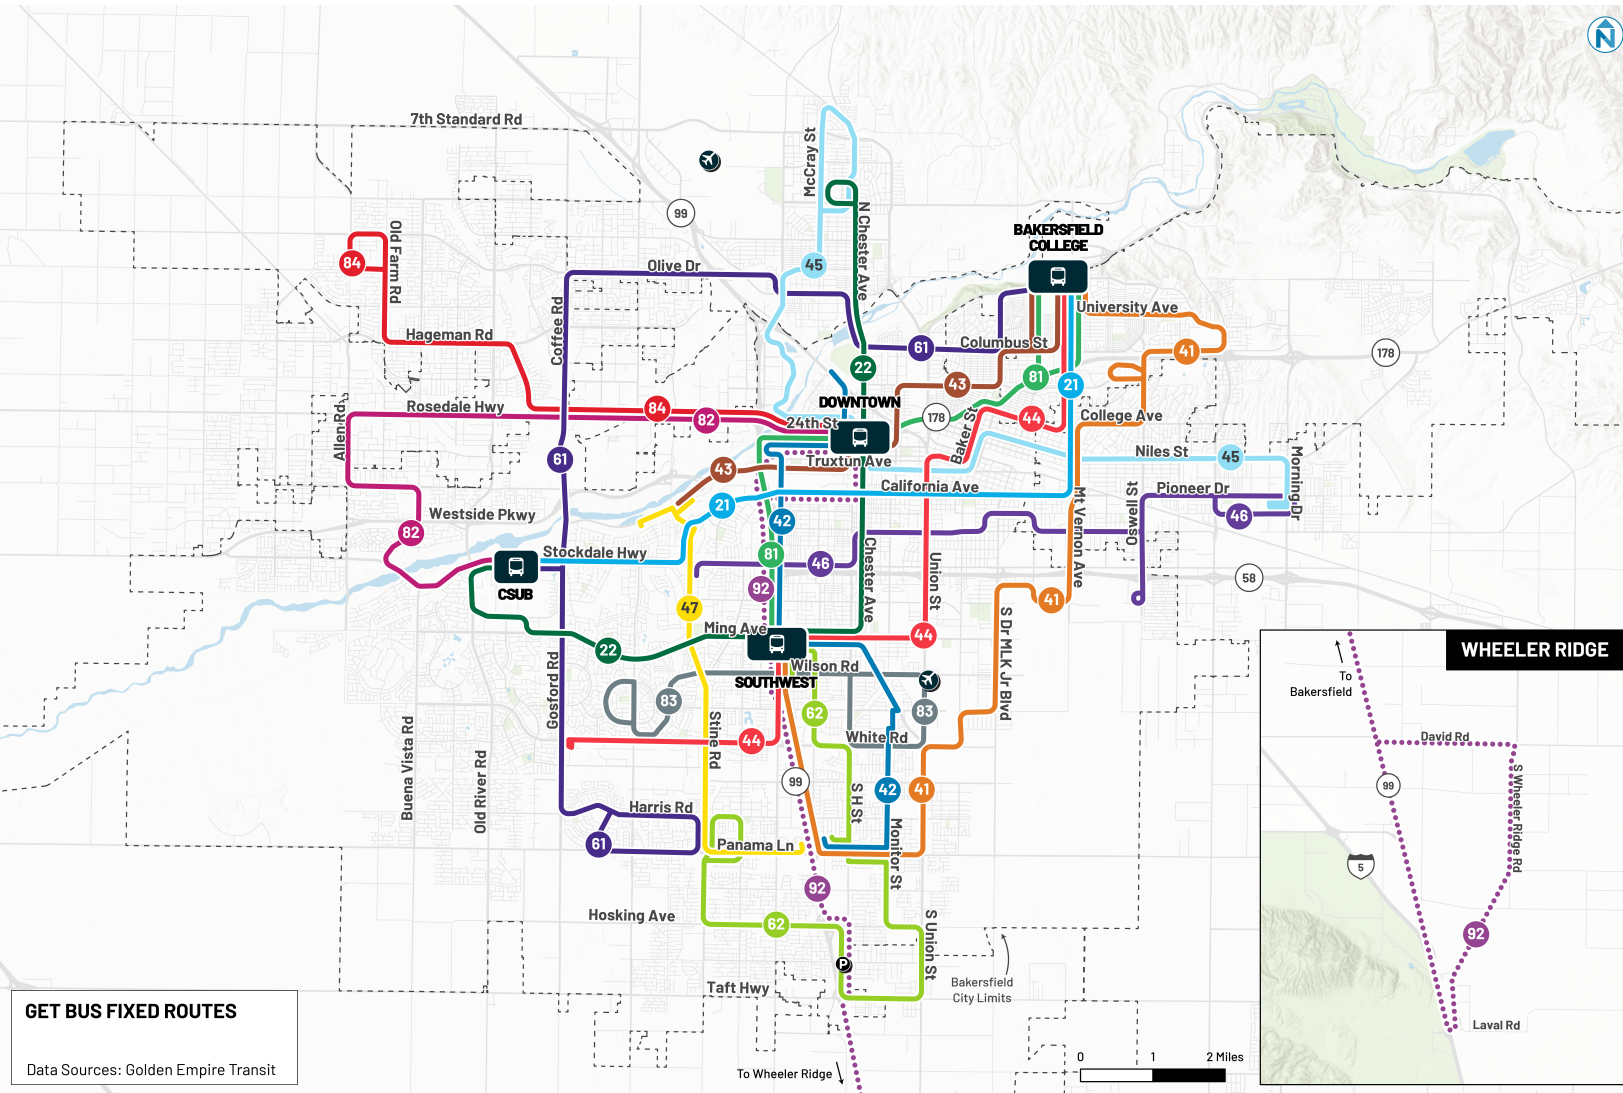 N
7th Standard Rd
McCray St
99
Old Farm Rd
N Chester Ave
BAKERSFIELD
COLLEGE
84
Olive Dr
45
University Ave
Hageman Rd
Coffee Rd
61
Columbus St
41
178
22
81
21
43
Rosedale Hwy
84
82
DOWNTOWN
24th St
178
44
College Ave
Allen Rd
Baker St
61
43
Truxtun Ave
Niles St
45
Morning Dr
California Ave
Pioneer Dr
46
Westside Pkwy
21
42
Mt Vernon Ave
Oswell St
82
Stockdale Hwy
81
46
Chester Ave
Union St
58
CSUB
92
47
41
Ming Ave
44
S Dr MLK Jr Blvd
22
Wilson Rd
SOUTHWEST
Gosford Rd
83
62
83
Stine Rd
44
White Rd
Buena Vista Rd
Old River Rd
99
S H St
42
41
Harris Rd
61
Panama Ln
Monitor St
92
Hosking Ave
62
S Union St
P
Taft Hwy
Bakersfield
City Limits
To Wheeler Ridge
0 1 2 Miles
GET BUS FIXED ROUTES
Data Sources: Golden Empire Transit
WHEELER RIDGE
To
Bakersfield
David Rd
99
S Wheeler Ridge Rd
5
92
Laval Rd